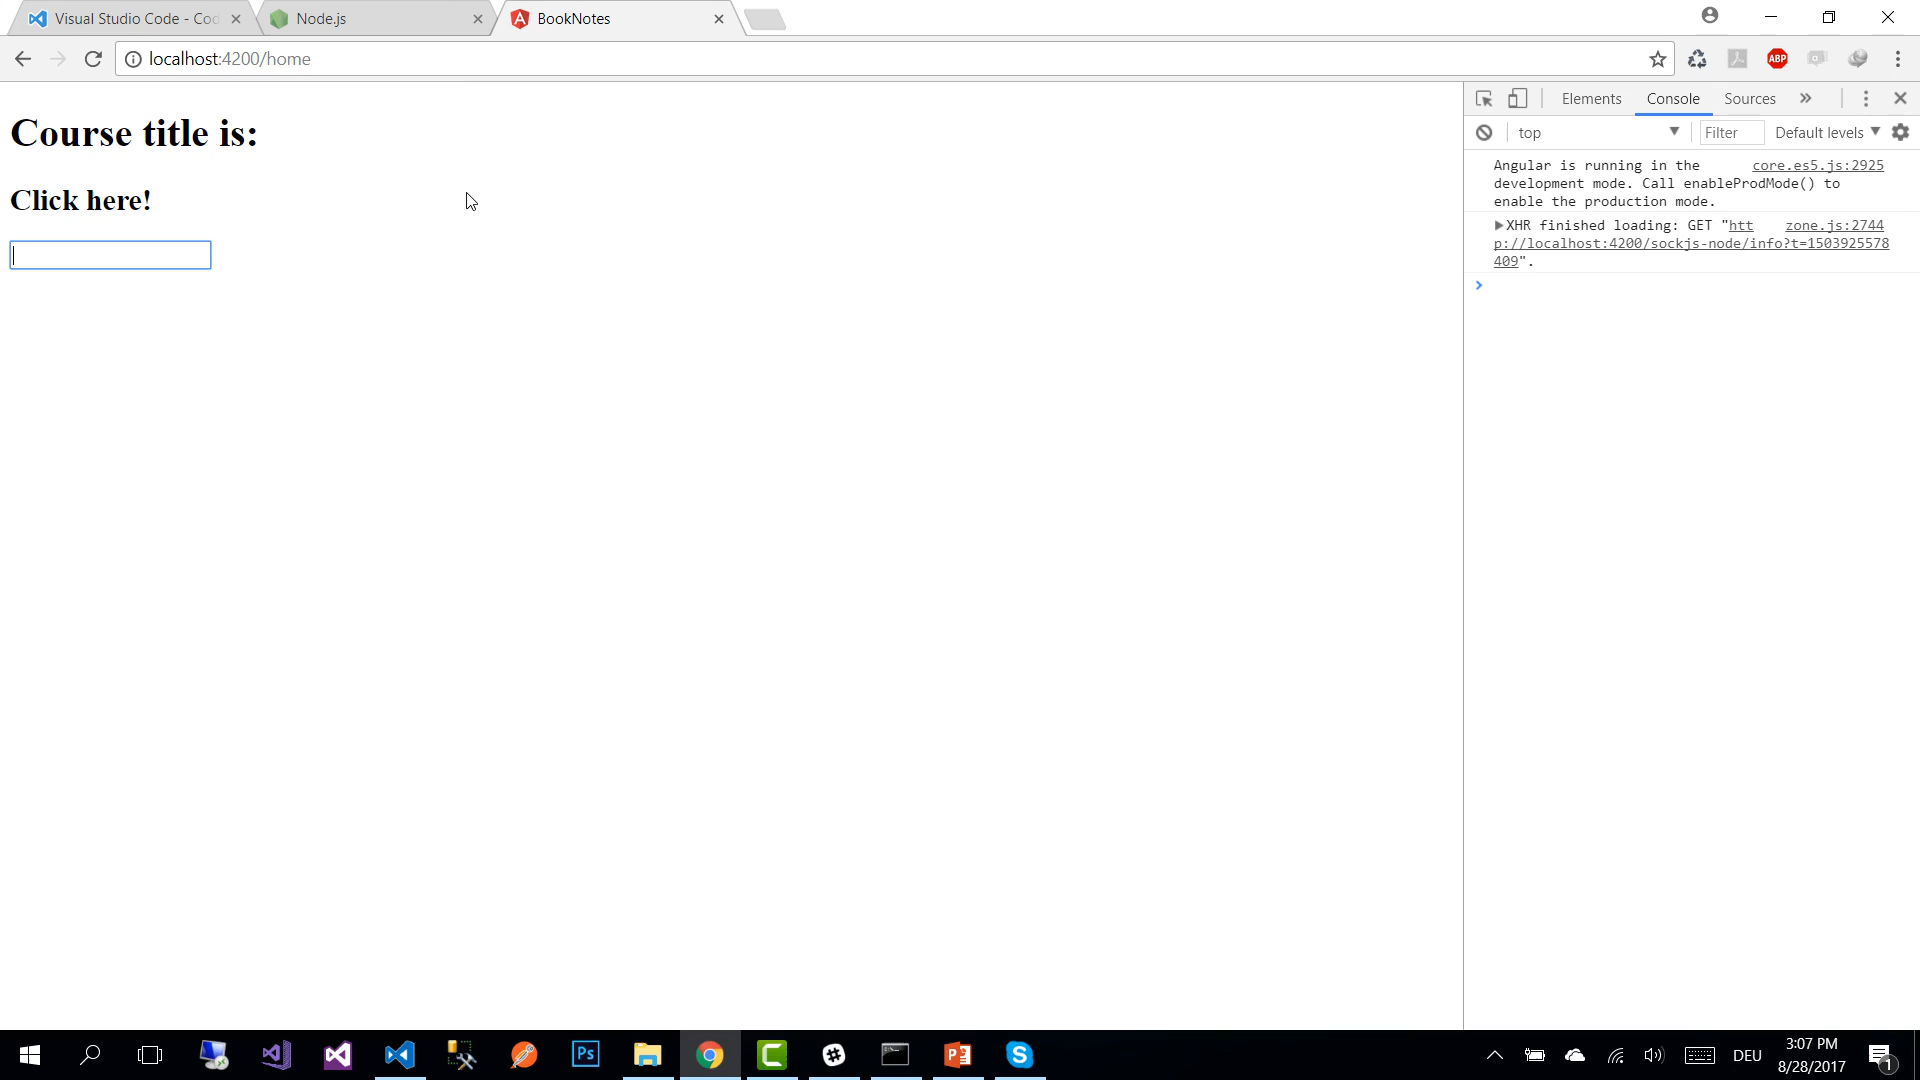 Visual Studio Code - Cod
Node.js
BookNotes
localhost:4200/home
ABP
Course title is:
Click here!
Elements
Console
Sources
top
Filter
Default levels
Angular is running in the core.es5.js:2925
development mode. Call enableProdMode() to
enable the production mode.
XHR finished loading: GET "htt zone.js:2744
p://localhost:4200/sockjs-node/info?t=1503925578
409".
Ps
DEU
3:07 PM
8/28/2017
1